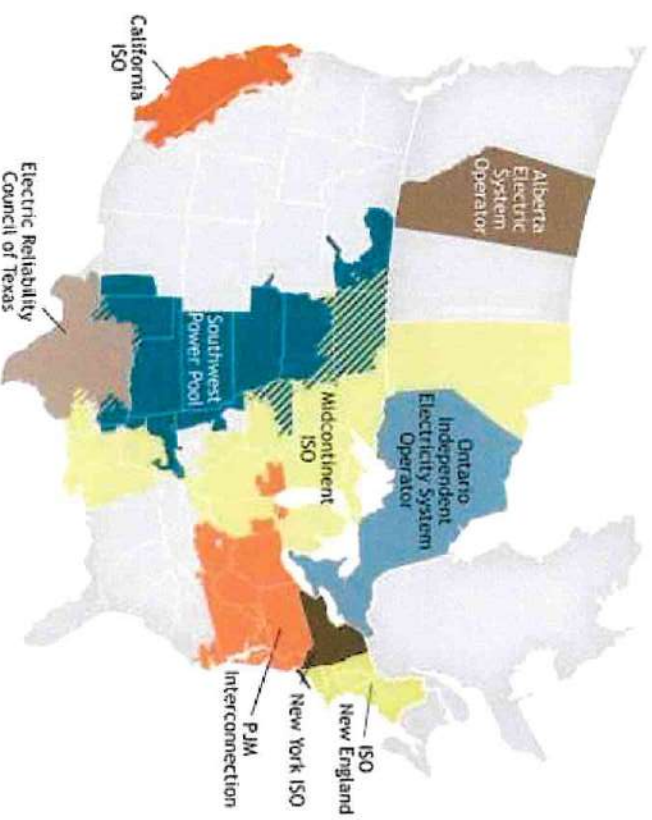 Alberta
Electric
System
Operator
Ontario
Independent
Electricity System
Operator
Midcontinent
ISO
ISO
New England
New York ISO
PJM
Interconnection
Southwest
Power Pool
California
ISO
Electric Reliability
Council of Texas